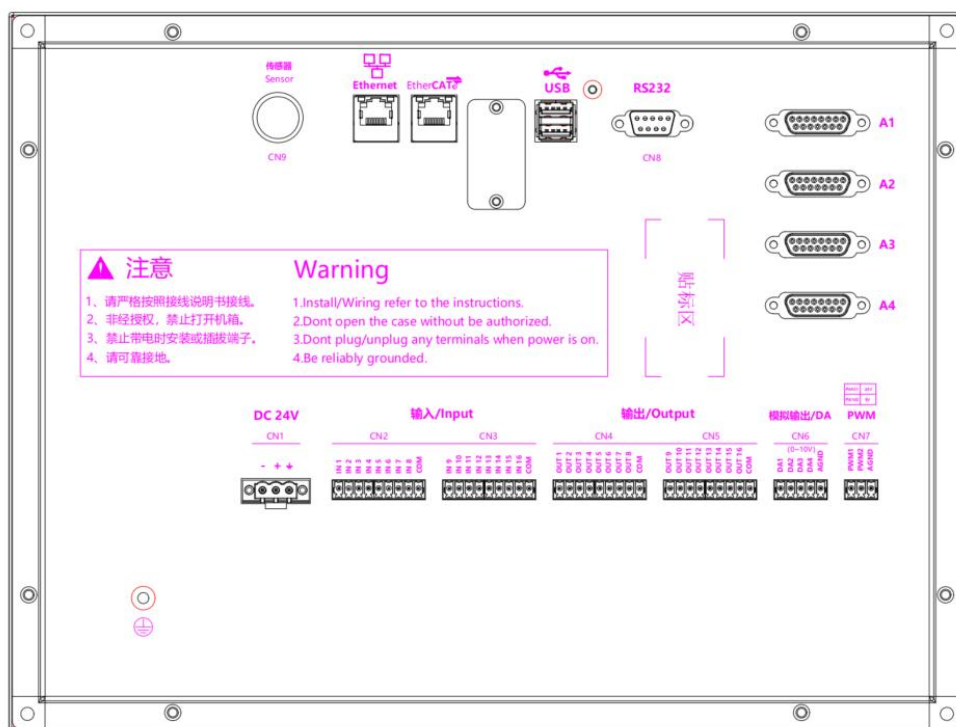 传感器
Sensor
CN9
Ethernet
EtherCAT
USB
RS232
CN8
A1
A2
A3
A4
注意
1、请严格按照接线说明书接线。
2、非经授权，禁止打开机箱。
3、禁止带电时安装或插拔端子。
4、请可靠接地。
Warning
1.Install/Wiring refer to the instructions.
2.Dont open the case without be authorized.
3.Dont plug/unplug any terminals when power is on.
4.Be reliably grounded.
贴标区
DC 24V
CN1
- +
输入/Input
CN2
IN 1
IN 2
IN 3
IN 4
IN 5
IN 6
IN 7
IN 8
COM
CN3
IN 9
IN 10
IN 11
IN 12
IN 13
IN 14
IN 15
IN 16
COM
输出/Output
CN4
OUT 1
OUT 2
OUT 3
OUT 4
OUT 5
OUT 6
OUT 7
OUT 8
COM
CN5
OUT 9
OUT 10
OUT 11
OUT 12
OUT 13
OUT 14
OUT 15
OUT 16
COM
模拟输出/DA
CN6
(0~10V)
DA1
DA2
DA3
DA4
AGND
PWM
CN7
PWM1
PWM2
AGND